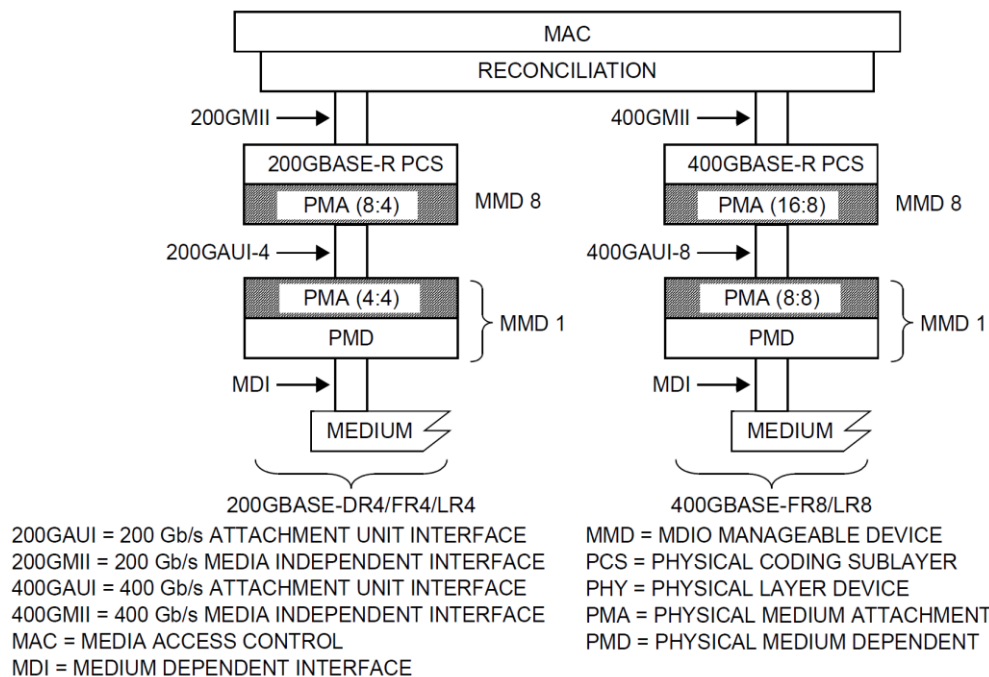 MAC
RECONCILIATION
200GMII
400GMII
200GBASE-R PCS
400GBASE-R PCS
PMA (8:4)
MMD 8
PMA (16:8)
MMD 8
200GAUI-4
400GAUI-8
PMA (4:4)
PMA (8:8)
MMD 1
MMD 1
PMD
PMD
MDI
MDI
MEDIUM
MEDIUM
200GBASE-DR4/FR4/LR4
400GBASE-FR8/LR8
200GAUI = 200 Gb/s ATTACHMENT UNIT INTERFACE
200GMII = 200 Gb/s MEDIA INDEPENDENT INTERFACE
400GAUI = 400 Gb/s ATTACHMENT UNIT INTERFACE
400GMII = 400 Gb/s MEDIA INDEPENDENT INTERFACE
MAC = MEDIA ACCESS CONTROL
MDI = MEDIUM DEPENDENT INTERFACE
MMD = MDIO MANAGEABLE DEVICE
PCS = PHYSICAL CODING SUBLAYER
PHY = PHYSICAL LAYER DEVICE
PMA = PHYSICAL MEDIUM ATTACHMENT
PMD = PHYSICAL MEDIUM DEPENDENT